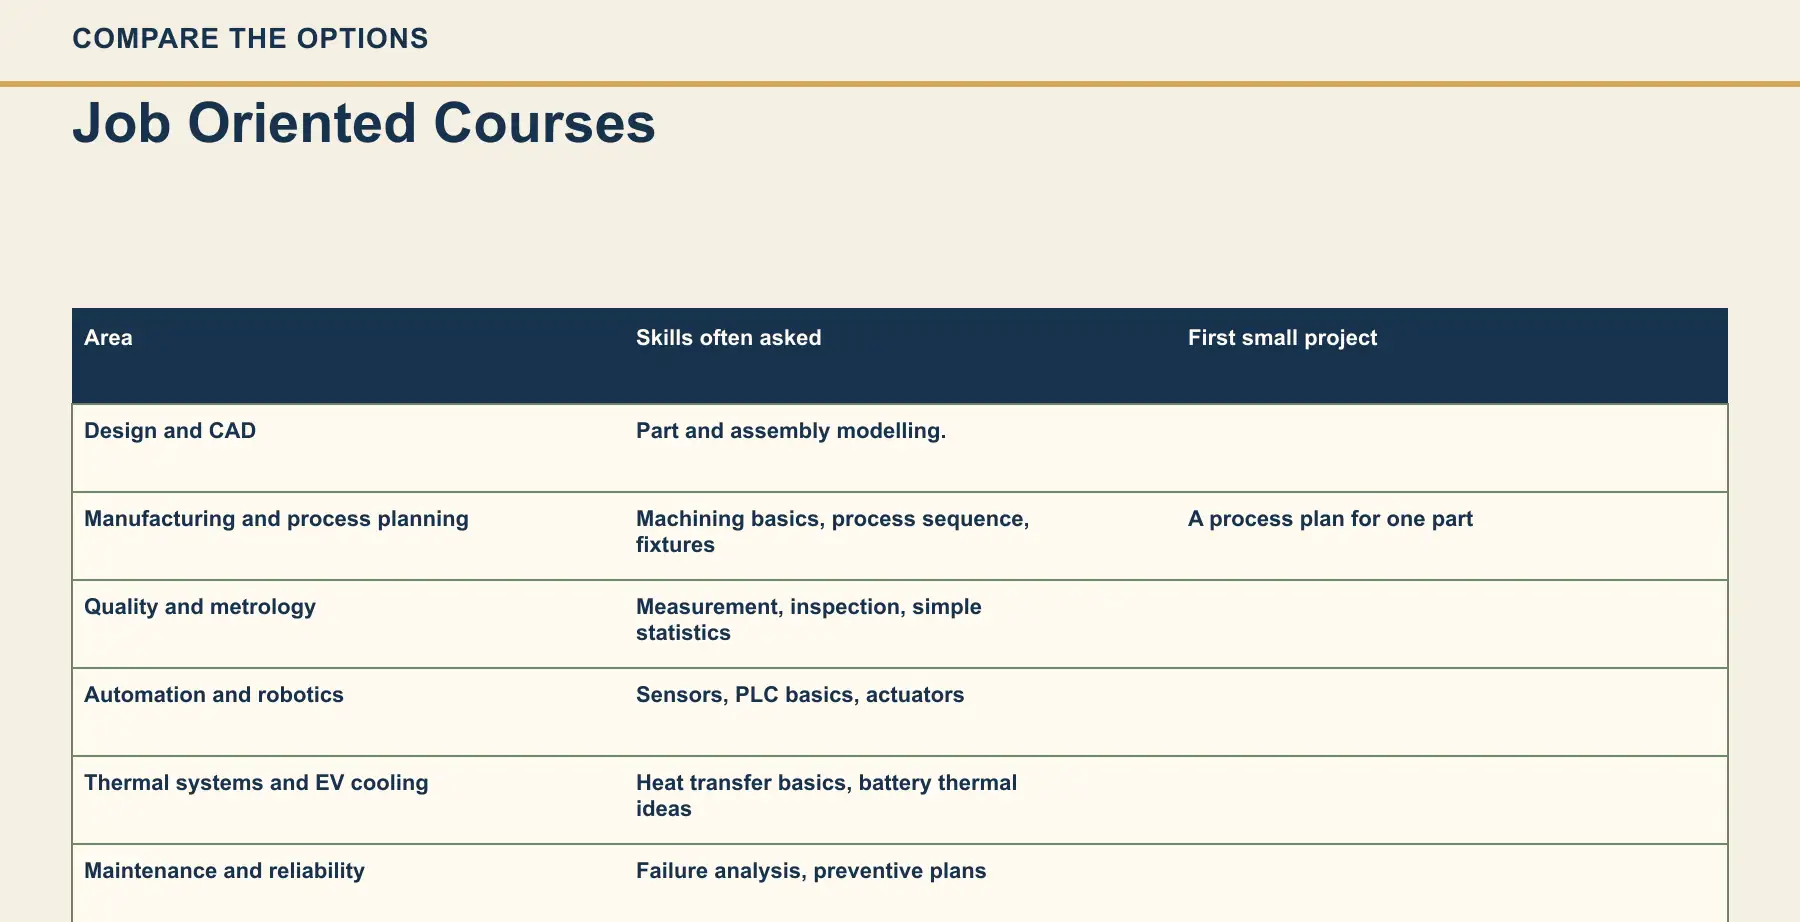 COMPARE THE OPTIONS
Job Oriented Courses
Area
Skills often asked
First small project
Design and CAD
Part and assembly modelling.
Manufacturing and process planning
Machining basics, process sequence,
fixtures
A process plan for one part
Quality and metrology
Measurement, inspection, simple
statistics
Automation and robotics
Sensors, PLC basics, actuators
Thermal systems and EV cooling
Heat transfer basics, battery thermal
ideas
Maintenance and reliability
Failure analysis, preventive plans